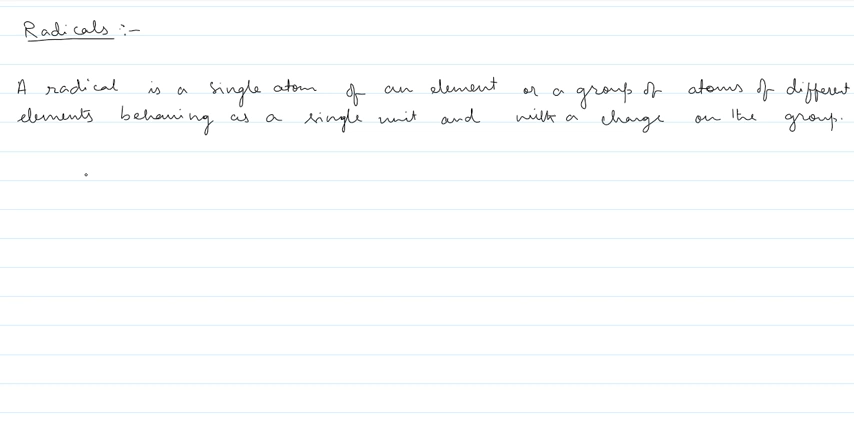 Radicals :-
A radical is a single atom of an element or a group of atoms of different
elements behaving as a single unit and with a charge on the group.